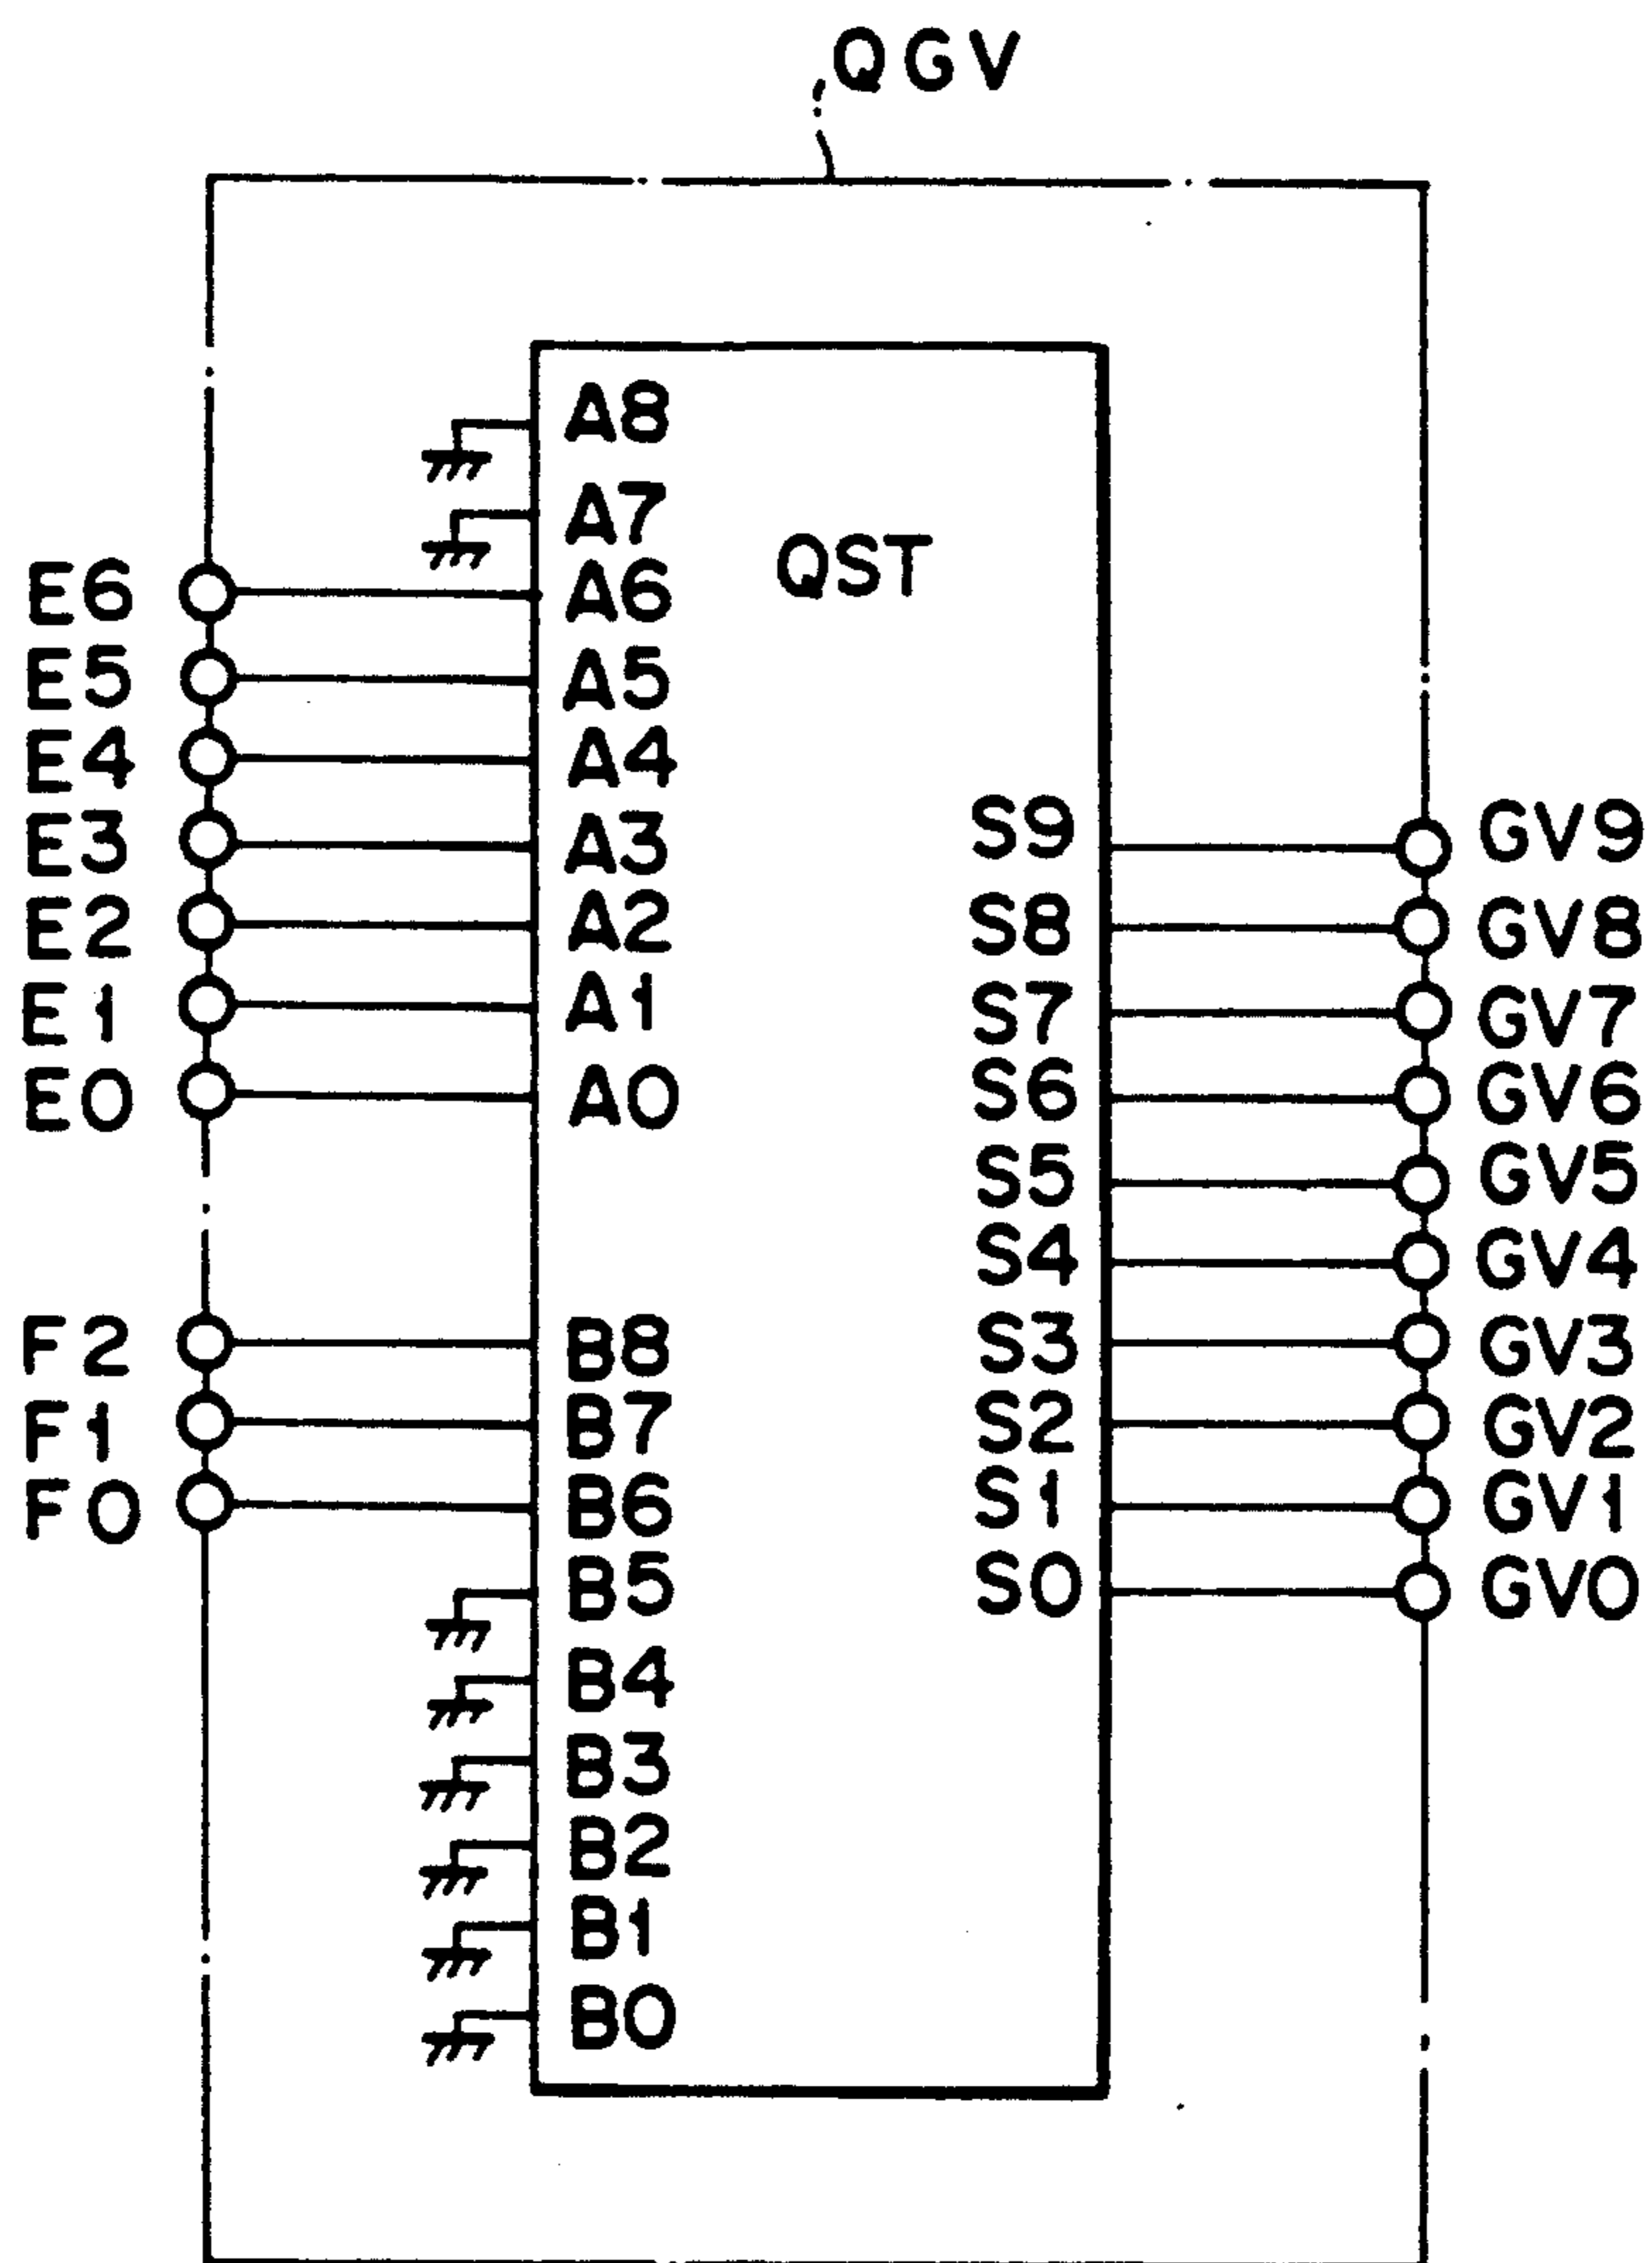 QGV
A8
A7
QST
E6 A6
E5 A5
E4 A4
E3 A3 S9 GV9
E2 A2 S8 GV8
E1 A1 S7 GV7
E0 A0 S6 GV6
S5 GV5
S4 GV4
F2 B8 S3 GV3
F1 B7 S2 GV2
F0 B6 S1 GV1
B5 S0 GV0
B4
B3
B2
B1
B0